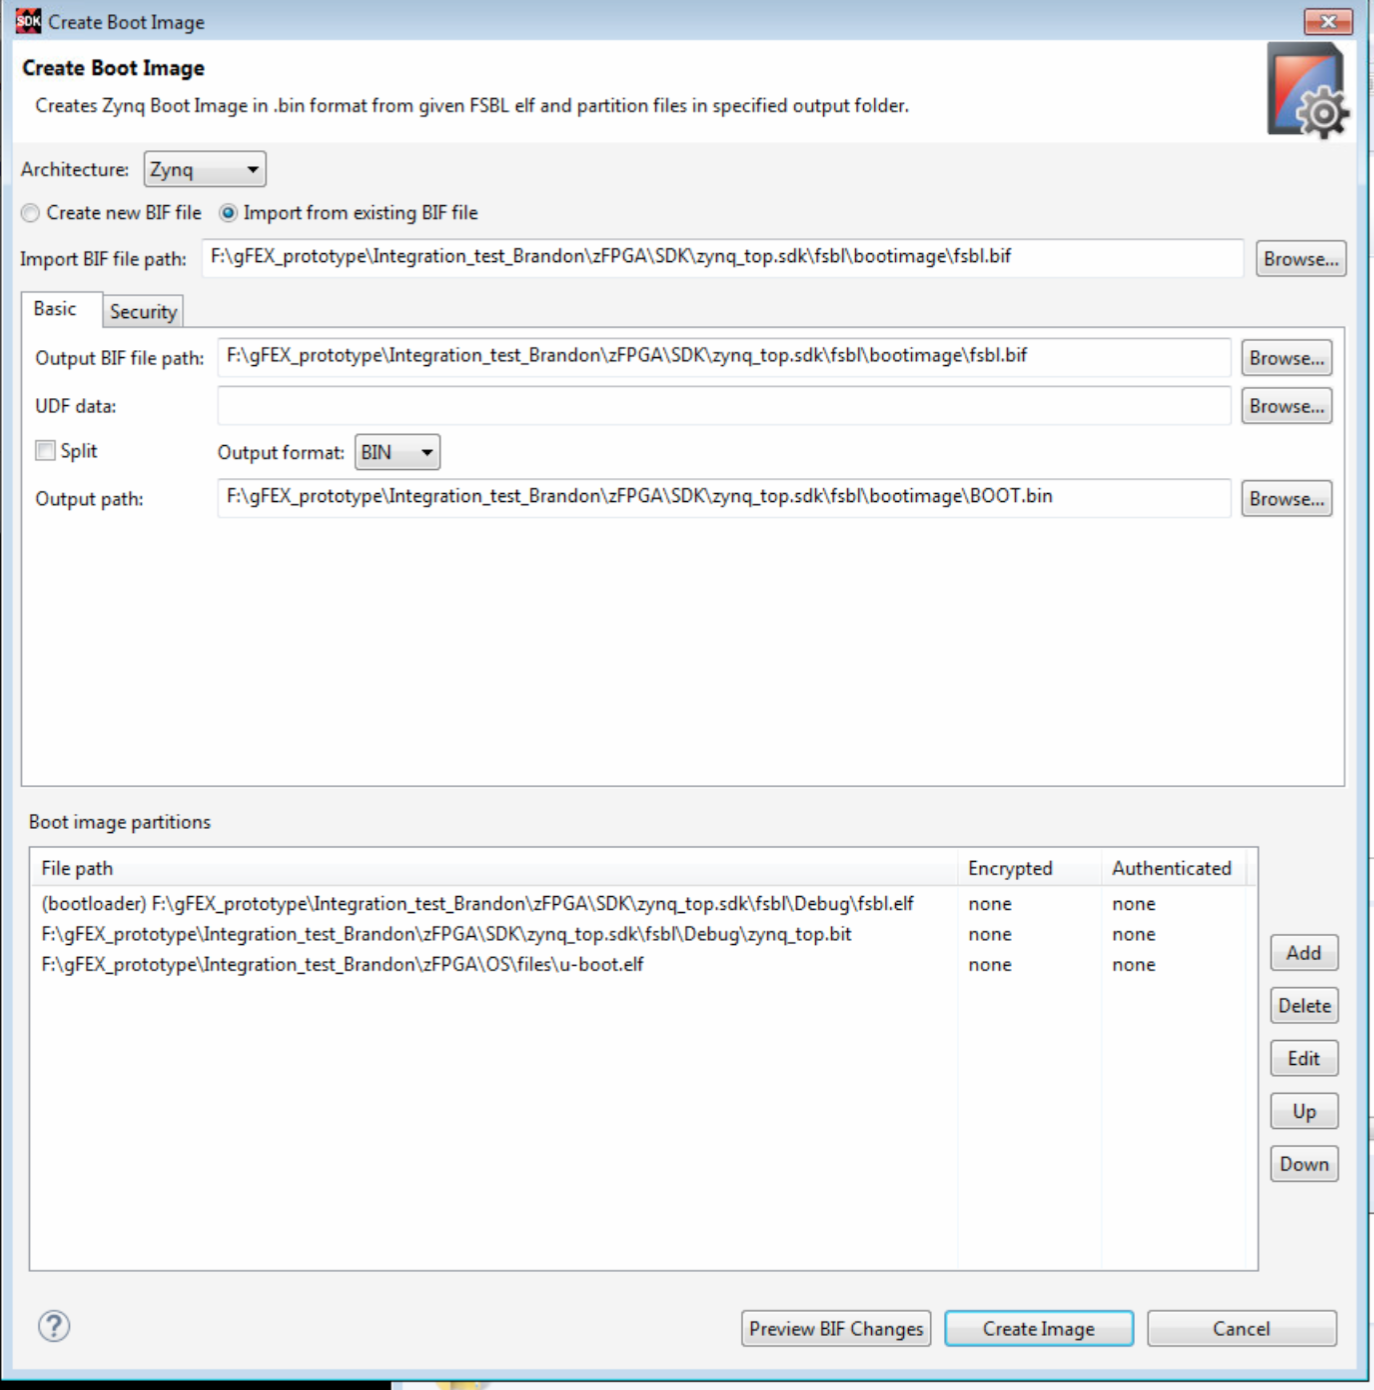 SDK Create Boot Image
Create Boot Image
Creates Zynq Boot Image in .bin format from given FSBL elf and partition files in specified output folder.
Architecture: Zynq
Create new BIF file Import from existing BIF file
Import BIF file path: F:\gFEX_prototype\Integration_test_Brandon\zFPGA\SDK\zynq_top.sdk\fsbl\bootimage\fsbl.bif Browse...
Basic Security
Output BIF file path: F:\gFEX_prototype\Integration_test_Brandon\zFPGA\SDK\zynq_top.sdk\fsbl\bootimage\fsbl.bif Browse...
UDF data: Browse...
Split Output format: BIN
Output path: F:\gFEX_prototype\Integration_test_Brandon\zFPGA\SDK\zynq_top.sdk\fsbl\bootimage\BOOT.bin Browse...
Boot image partitions
File path Encrypted Authenticated
(bootloader) F:\gFEX_prototype\Integration_test_Brandon\zFPGA\SDK\zynq_top.sdk\fsbl\Debug\fsbl.elf none none
F:\gFEX_prototype\Integration_test_Brandon\zFPGA\SDK\zynq_top.sdk\fsbl\Debug\zynq_top.bit none none
F:\gFEX_prototype\Integration_test_Brandon\zFPGA\OS\files\u-boot.elf none none
Add
Delete
Edit
Up
Down
? Preview BIF Changes Create Image Cancel